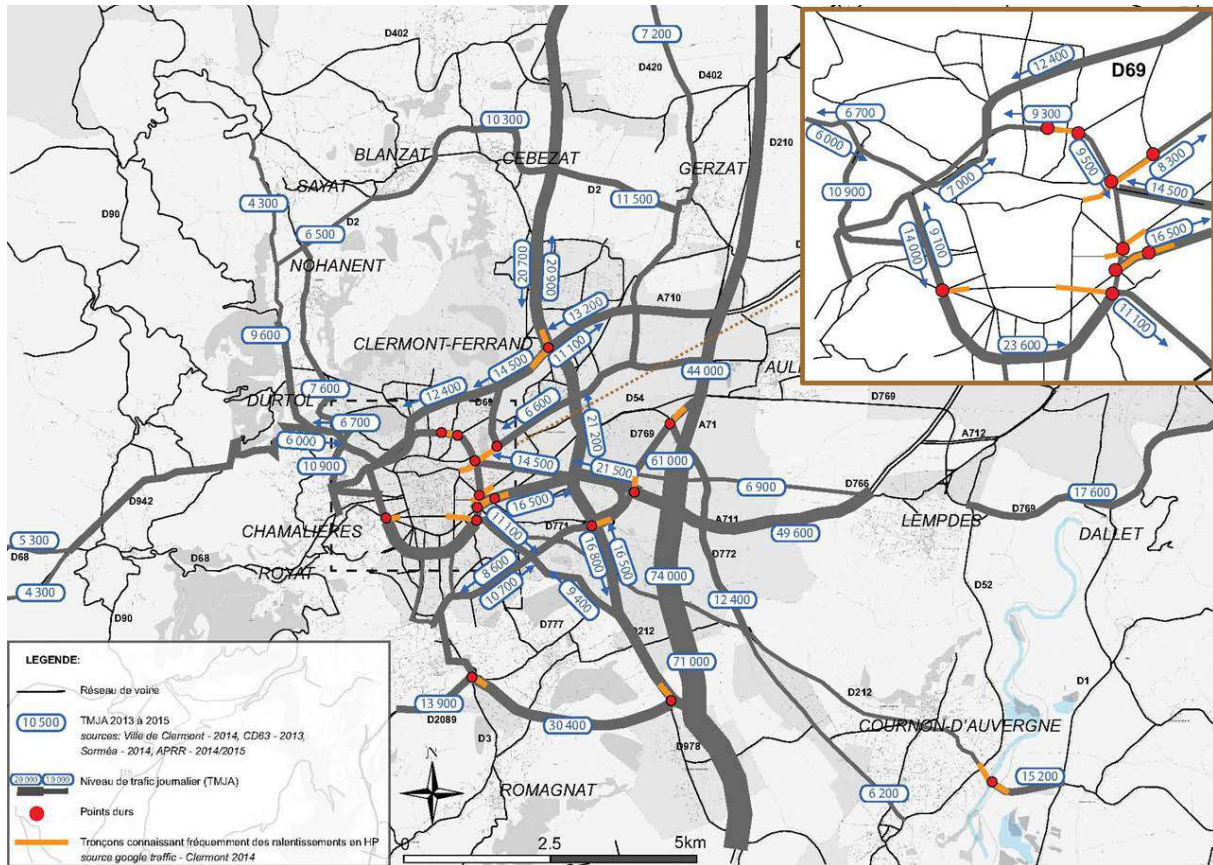 7 200
D402
D420
D402
10 300
BLANZAT
CEBEZAT
GERZAT
D210
SAYAT
D90
4 300
D2
11 500
D2
6 500
NOHANENT
20 700
20 900
A710
13 200
9 600
CLERMONT-FERRAND
11 100
14 500
12 400
44 000
AUL
7 600
DURTOL
D69
6 600
D54
D769
6 700
6 000
21 200
D769
A71
A712
10 900
14 500
21 500
61 000
6 900
D766
17 600
D942
16 500
A711
49 600
LEMPDES
D769
DALLET
CHAMALIERES
11 100
D771
5 300
D68
D68
ROYAT
8 600
16 800
16 500
D772
4 300
10 700
9 400
74 000
12 400
D52
D90
D777
D212
71 000
D212
D1
13 900
D2089
30 400
COURNON-D'AUVERGNE
D3
D978
N
15 200
ROMAGNAT
6 200
0
2.5
5km
12 400
D69
6 700
9 300
6 000
9 500
8 300
7 000
10 900
14 500
14 000
9 100
16 500
11 100
23 600
LEGENDE:
Réseau de voire
10 500
TMJA 2013 à 2015
sources: Ville de Clermont - 2014, CD63 - 2013,
Sorméa - 2014, APRR - 2014/2015
Niveau de trafic journalier (TMJA)
Points durs
Tronçons connaissant fréquemment des ralentissements en HP
source google traffic - Clermont 2014